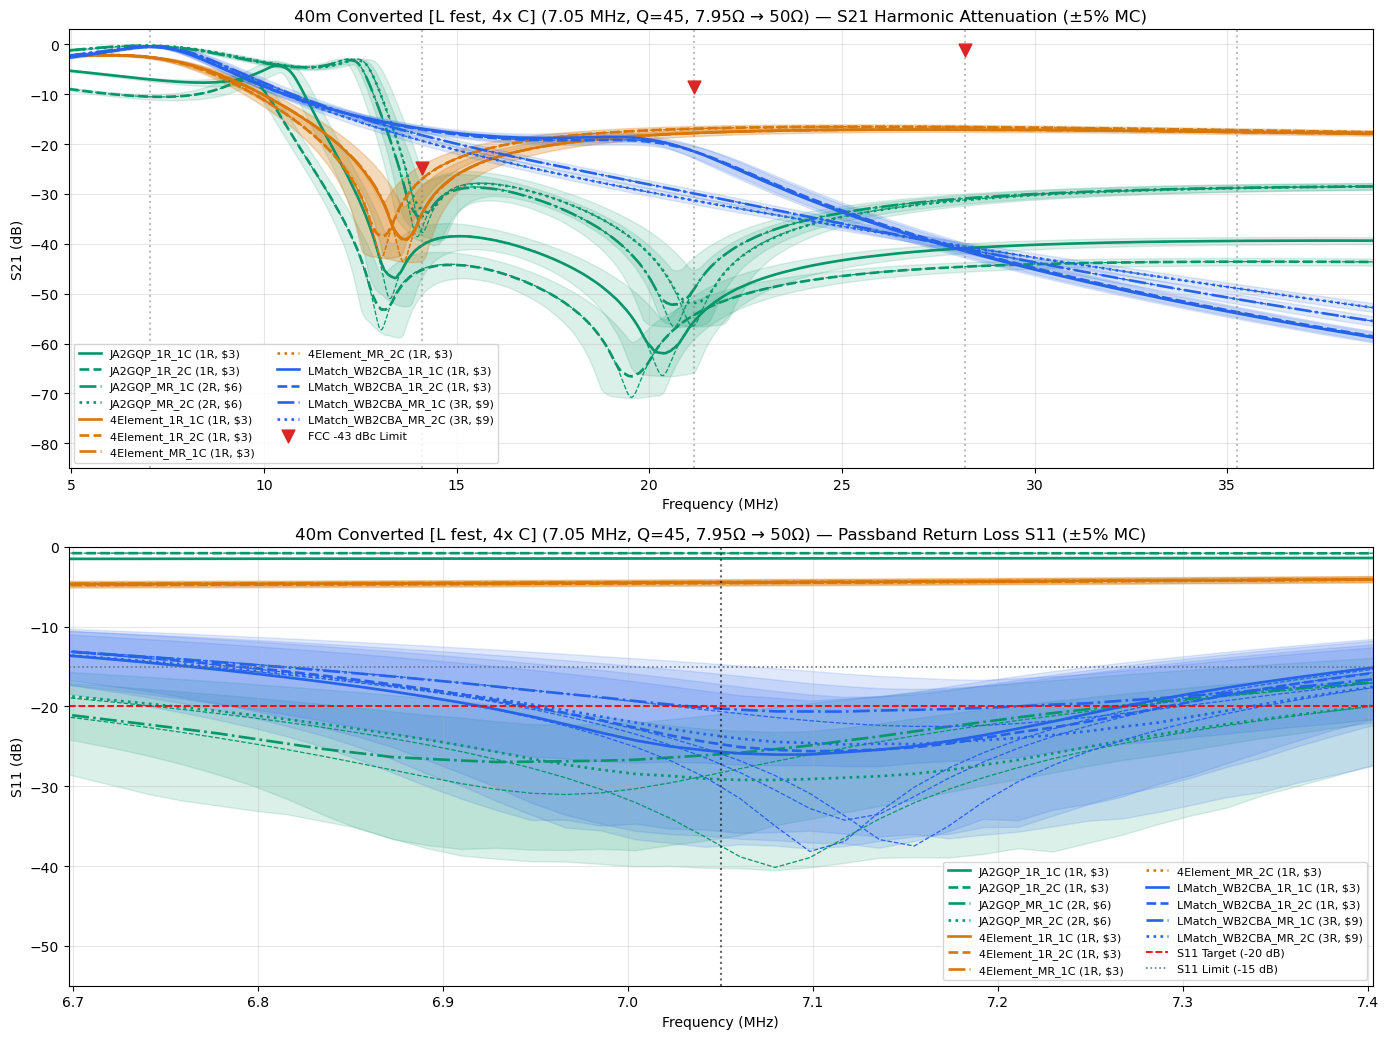 40m Converted [L fest, 4x C] (7.05 MHz, Q=45, 7.95Ω → 50Ω) — S21 Harmonic Attenuation (±5% MC)
0
−10
−20
−30
−40
−50
−60
−70
−80
S21 (dB)
JA2GQP_1R_1C (1R, $3)
JA2GQP_1R_2C (1R, $3)
JA2GQP_MR_1C (2R, $6)
JA2GQP_MR_2C (2R, $6)
4Element_1R_1C (1R, $3)
4Element_1R_2C (1R, $3)
4Element_MR_1C (1R, $3)
4Element_MR_2C (1R, $3)
LMatch_WB2CBA_1R_1C (1R, $3)
LMatch_WB2CBA_1R_2C (1R, $3)
LMatch_WB2CBA_MR_1C (3R, $9)
LMatch_WB2CBA_MR_2C (3R, $9)
FCC -43 dBc Limit
5 10 15 20 25 30 35
Frequency (MHz)
40m Converted [L fest, 4x C] (7.05 MHz, Q=45, 7.95Ω → 50Ω) — Passband Return Loss S11 (±5% MC)
0
−10
−20
−30
−40
−50
S11 (dB)
JA2GQP_1R_1C (1R, $3)
JA2GQP_1R_2C (1R, $3)
JA2GQP_MR_1C (2R, $6)
JA2GQP_MR_2C (2R, $6)
4Element_1R_1C (1R, $3)
4Element_1R_2C (1R, $3)
4Element_MR_1C (1R, $3)
4Element_MR_2C (1R, $3)
LMatch_WB2CBA_1R_1C (1R, $3)
LMatch_WB2CBA_1R_2C (1R, $3)
LMatch_WB2CBA_MR_1C (3R, $9)
LMatch_WB2CBA_MR_2C (3R, $9)
S11 Target (-20 dB)
S11 Limit (-15 dB)
6.7 6.8 6.9 7.0 7.1 7.2 7.3 7.4
Frequency (MHz)